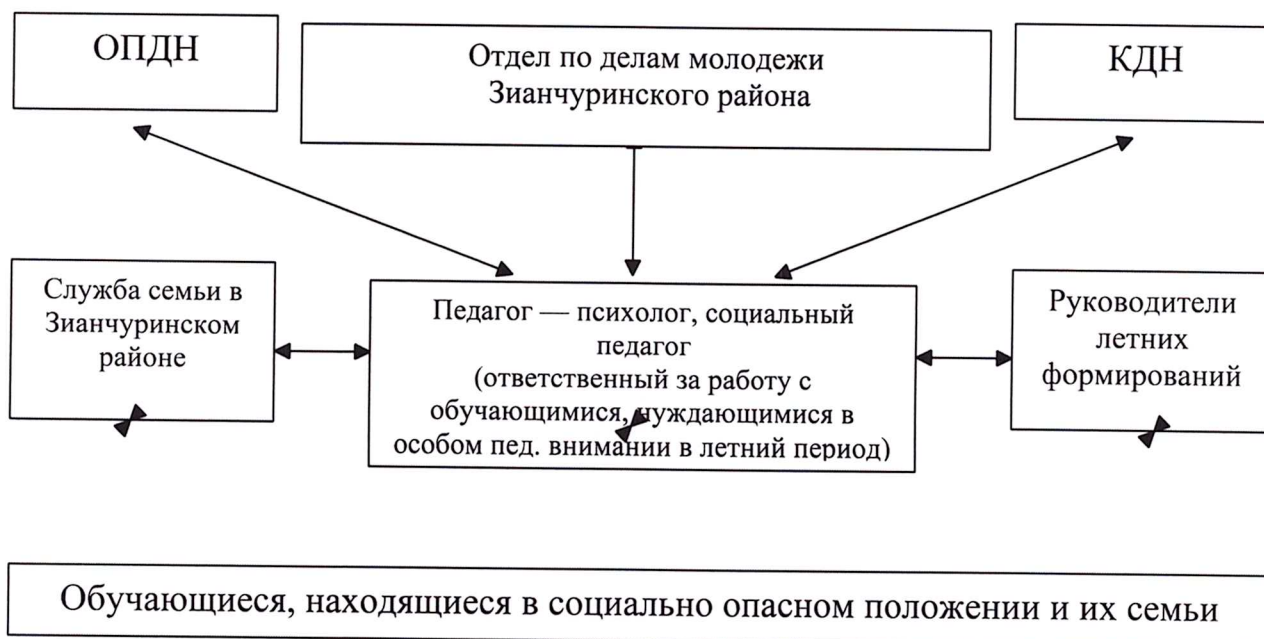 ОПДН
Отдел по делам молодежи
Зианчуринского района
КДН
Служба семьи в
Зианчуринском
районе
Педагог — психолог, социальный
педагог
(ответственный за работу с
обучающимися, нуждающимися в
особом пед. внимании в летний период)
Руководители
летних
формирований
Обучающиеся, находящиеся в социально опасном положении и их семьи